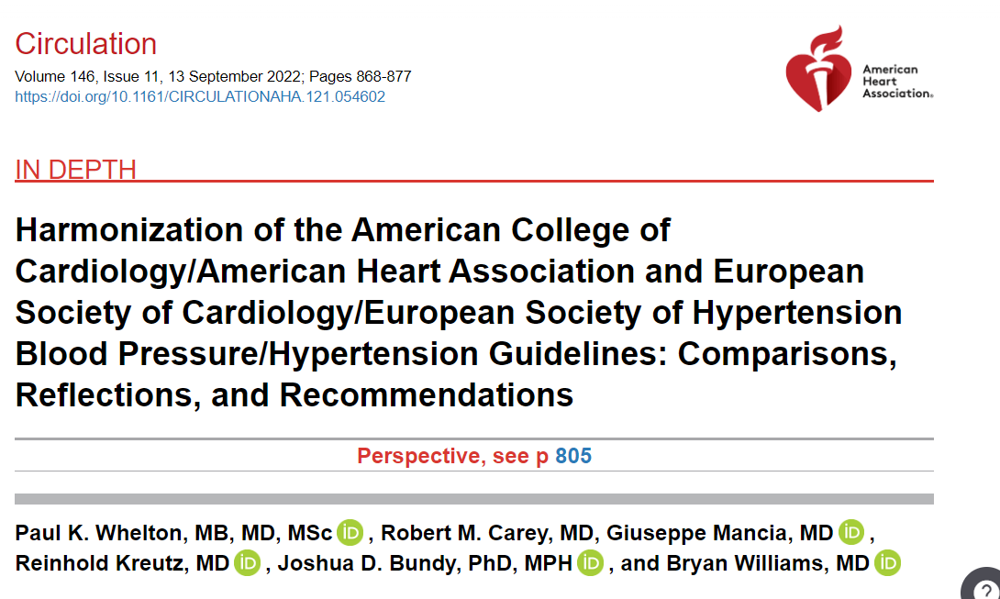 Circulation
Volume 146, Issue 11, 13 September 2022; Pages 868-877
https://doi.org/10.1161/CIRCULATIONAHA.121.054602
American
Heart
Association®
IN DEPTH
Harmonization of the American College of
Cardiology/American Heart Association and European
Society of Cardiology/European Society of Hypertension
Blood Pressure/Hypertension Guidelines: Comparisons,
Reflections, and Recommendations
Perspective, see p 805
Paul K. Whelton, MB, MD, MSc iD , Robert M. Carey, MD, Giuseppe Mancia, MD iD ,
Reinhold Kreutz, MD iD , Joshua D. Bundy, PhD, MPH iD , and Bryan Williams, MD iD
?